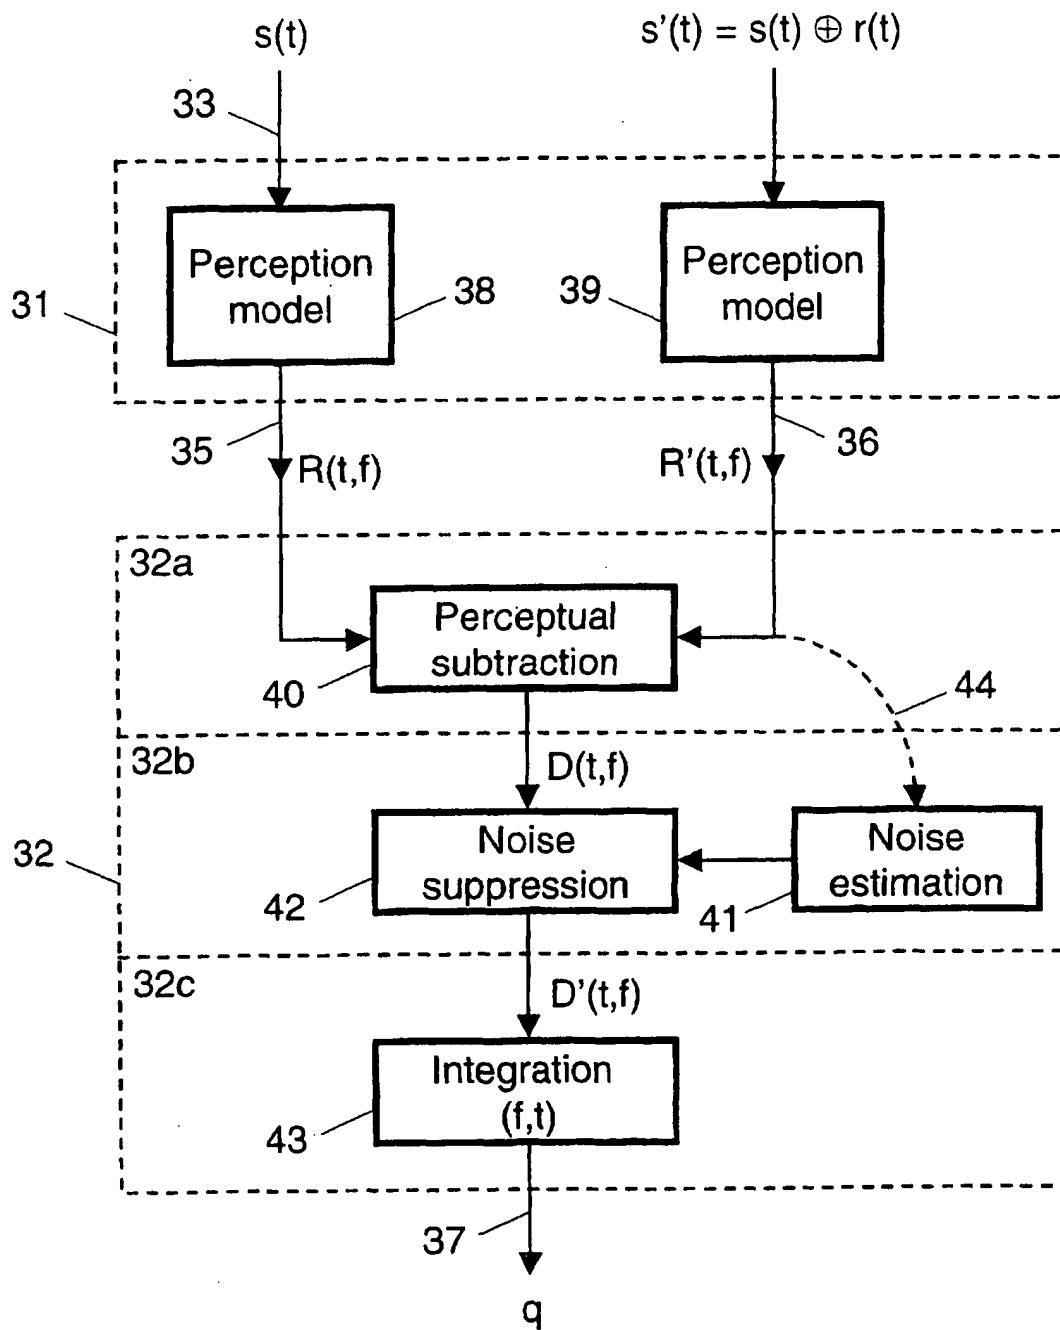 s(t)
s'(t) = s(t) ⊕ r(t)
33
Perception
model
Perception
model
31
38
39
35
36
R(t,f)
R'(t,f)
32a
Perceptual
subtraction
40
44
32b
D(t,f)
32
Noise
suppression
Noise
estimation
42
41
32c
D'(t,f)
Integration
(f,t)
43
37
q